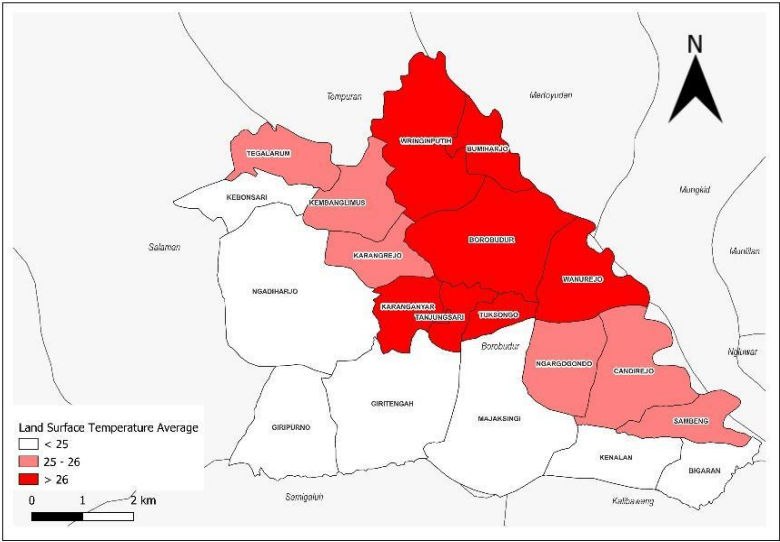 N
Tempuran
Mertoyudan
WRINGINPUTIH
BUMIHARJO
TEGALARUM
KEBONSARI
KEMBANGLIMUS
Mungkid
Salaman
KARANGREJO
BOROBUDUR
Muntilan
NGADIHARJO
WANUREJO
KARANGANYAR
TANJUNGSARI
TUKSONGO
Borobudur
Ngluwar
NGARGOGONDO
CANDIREJO
GIRIPURNO
GIRITENGAH
MAJAKSINGI
SAMBENG
KENALAN
BIGARAN
Samigaluh
Kalibawang
Land Surface Temperature Average
< 25
25 - 26
> 26
0 1 2 km